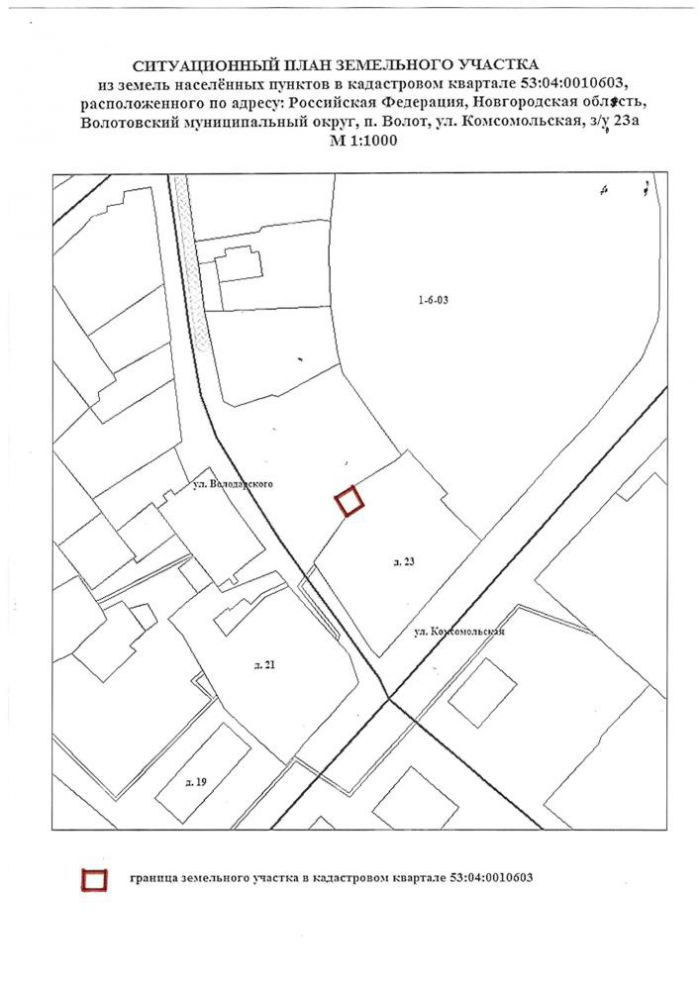 СИТУАЦИОННЫЙ ПЛАН ЗЕМЕЛЬНОГО УЧАСТКА
из земель населённых пунктов в кадастровом квартале 53:04:0010603,
расположенного по адресу: Российская Федерация, Новгородская область,
Волотовский муниципальный округ, п. Волот, ул. Комсомольская, з/у 23а
М 1:1000
1-6-03
ул. Володарского
д. 23
ул. Комсомольская
д. 21
д. 19
граница земельного участка в кадастровом квартале 53:04:0010603